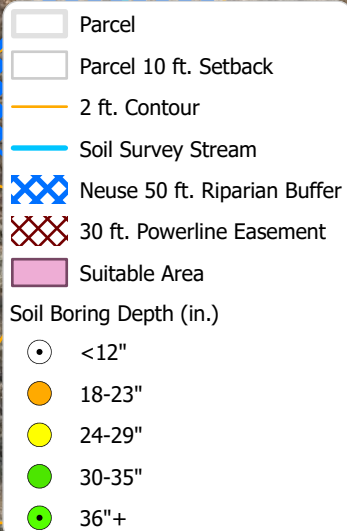 Parcel
Parcel 10 ft. Setback
2 ft. Contour
Soil Survey Stream
Neuse 50 ft. Riparian Buffer
30 ft. Powerline Easement
Suitable Area
Soil Boring Depth (in.)
<12"
18-23"
24-29"
30-35"
36"+